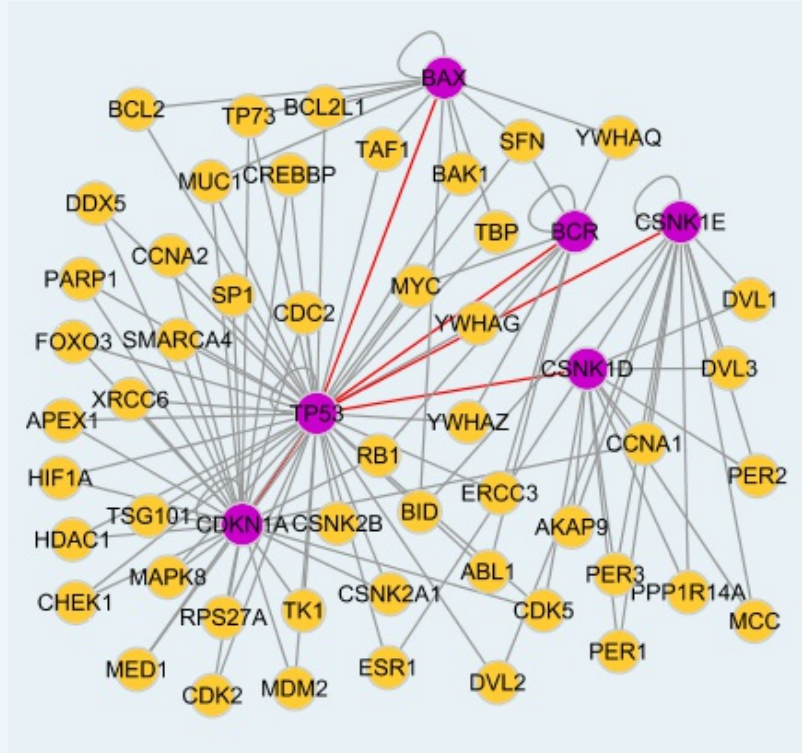 BAX
BCL2
TP73
BCL2L1
TAF1
SFN
YWHAQ
MUC1
CREBBP
BAK1
DDX5
TBP
BCR
CSNK1E
CCNA2
PARP1
SP1
CDC2
MYC
DVL1
FOXO3
SMARCA4
YWHAG
CSNK1D
DVL3
APEX1
XRCC6
TP53
YWHAZ
CCNA1
HIF1A
RB1
PER2
HDAC1
TSG101
CDKN1A
CSNK2B
BID
ERCC3
AKAP9
CHEK1
MAPK8
RPS27A
TK1
CSNK2A1
ABL1
CDK5
PER3
PPP1R14A
MCC
MED1
CDK2
MDM2
ESR1
DVL2
PER1